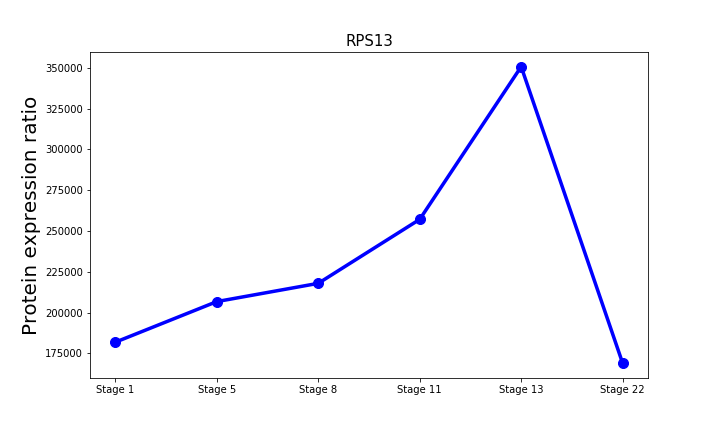 RPS13
Protein expression ratio
350000
325000
300000
275000
250000
225000
200000
175000
Stage 1 Stage 5 Stage 8 Stage 11 Stage 13 Stage 22